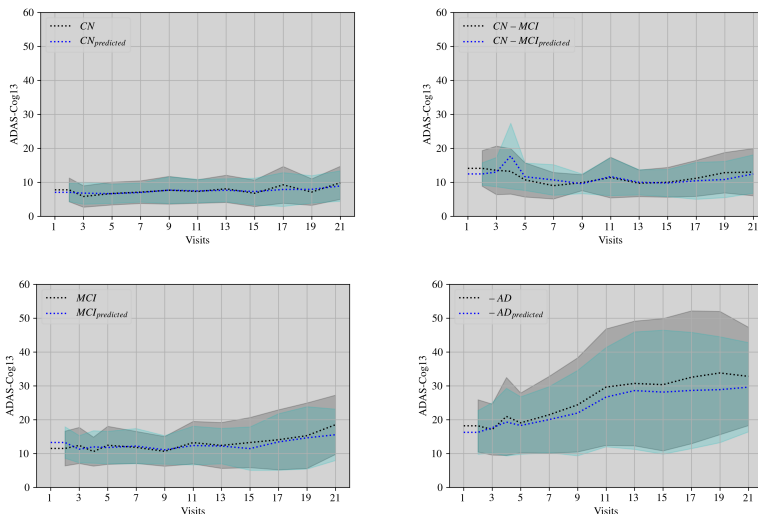 60
50
40
30
20
10
0
ADAS-Cog13
CN
CNpredicted
1 3 5 7 9 11 13 15 17 19 21
Visits
60
50
40
30
20
10
0
ADAS-Cog13
CN − MCI
CN − MCIpredicted
1 3 5 7 9 11 13 15 17 19 21
Visits
60
50
40
30
20
10
0
ADAS-Cog13
MCI
MCIpredicted
1 3 5 7 9 11 13 15 17 19 21
Visits
60
50
40
30
20
10
0
ADAS-Cog13
− AD
− ADpredicted
1 3 5 7 9 11 13 15 17 19 21
Visits